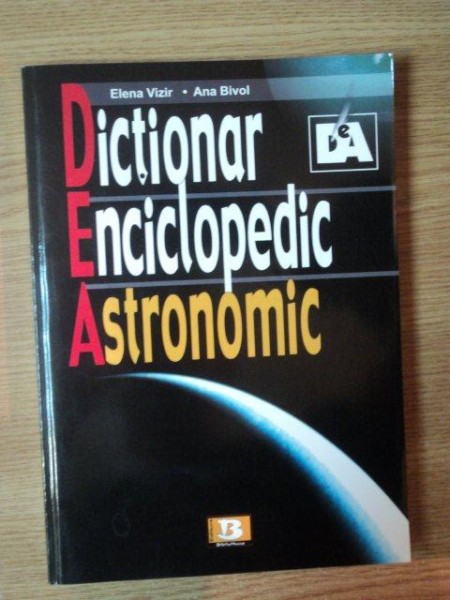 Elena Vizir • Ana Bivol
DeA
Dictionar
Enciclopedic
Astronomic
B